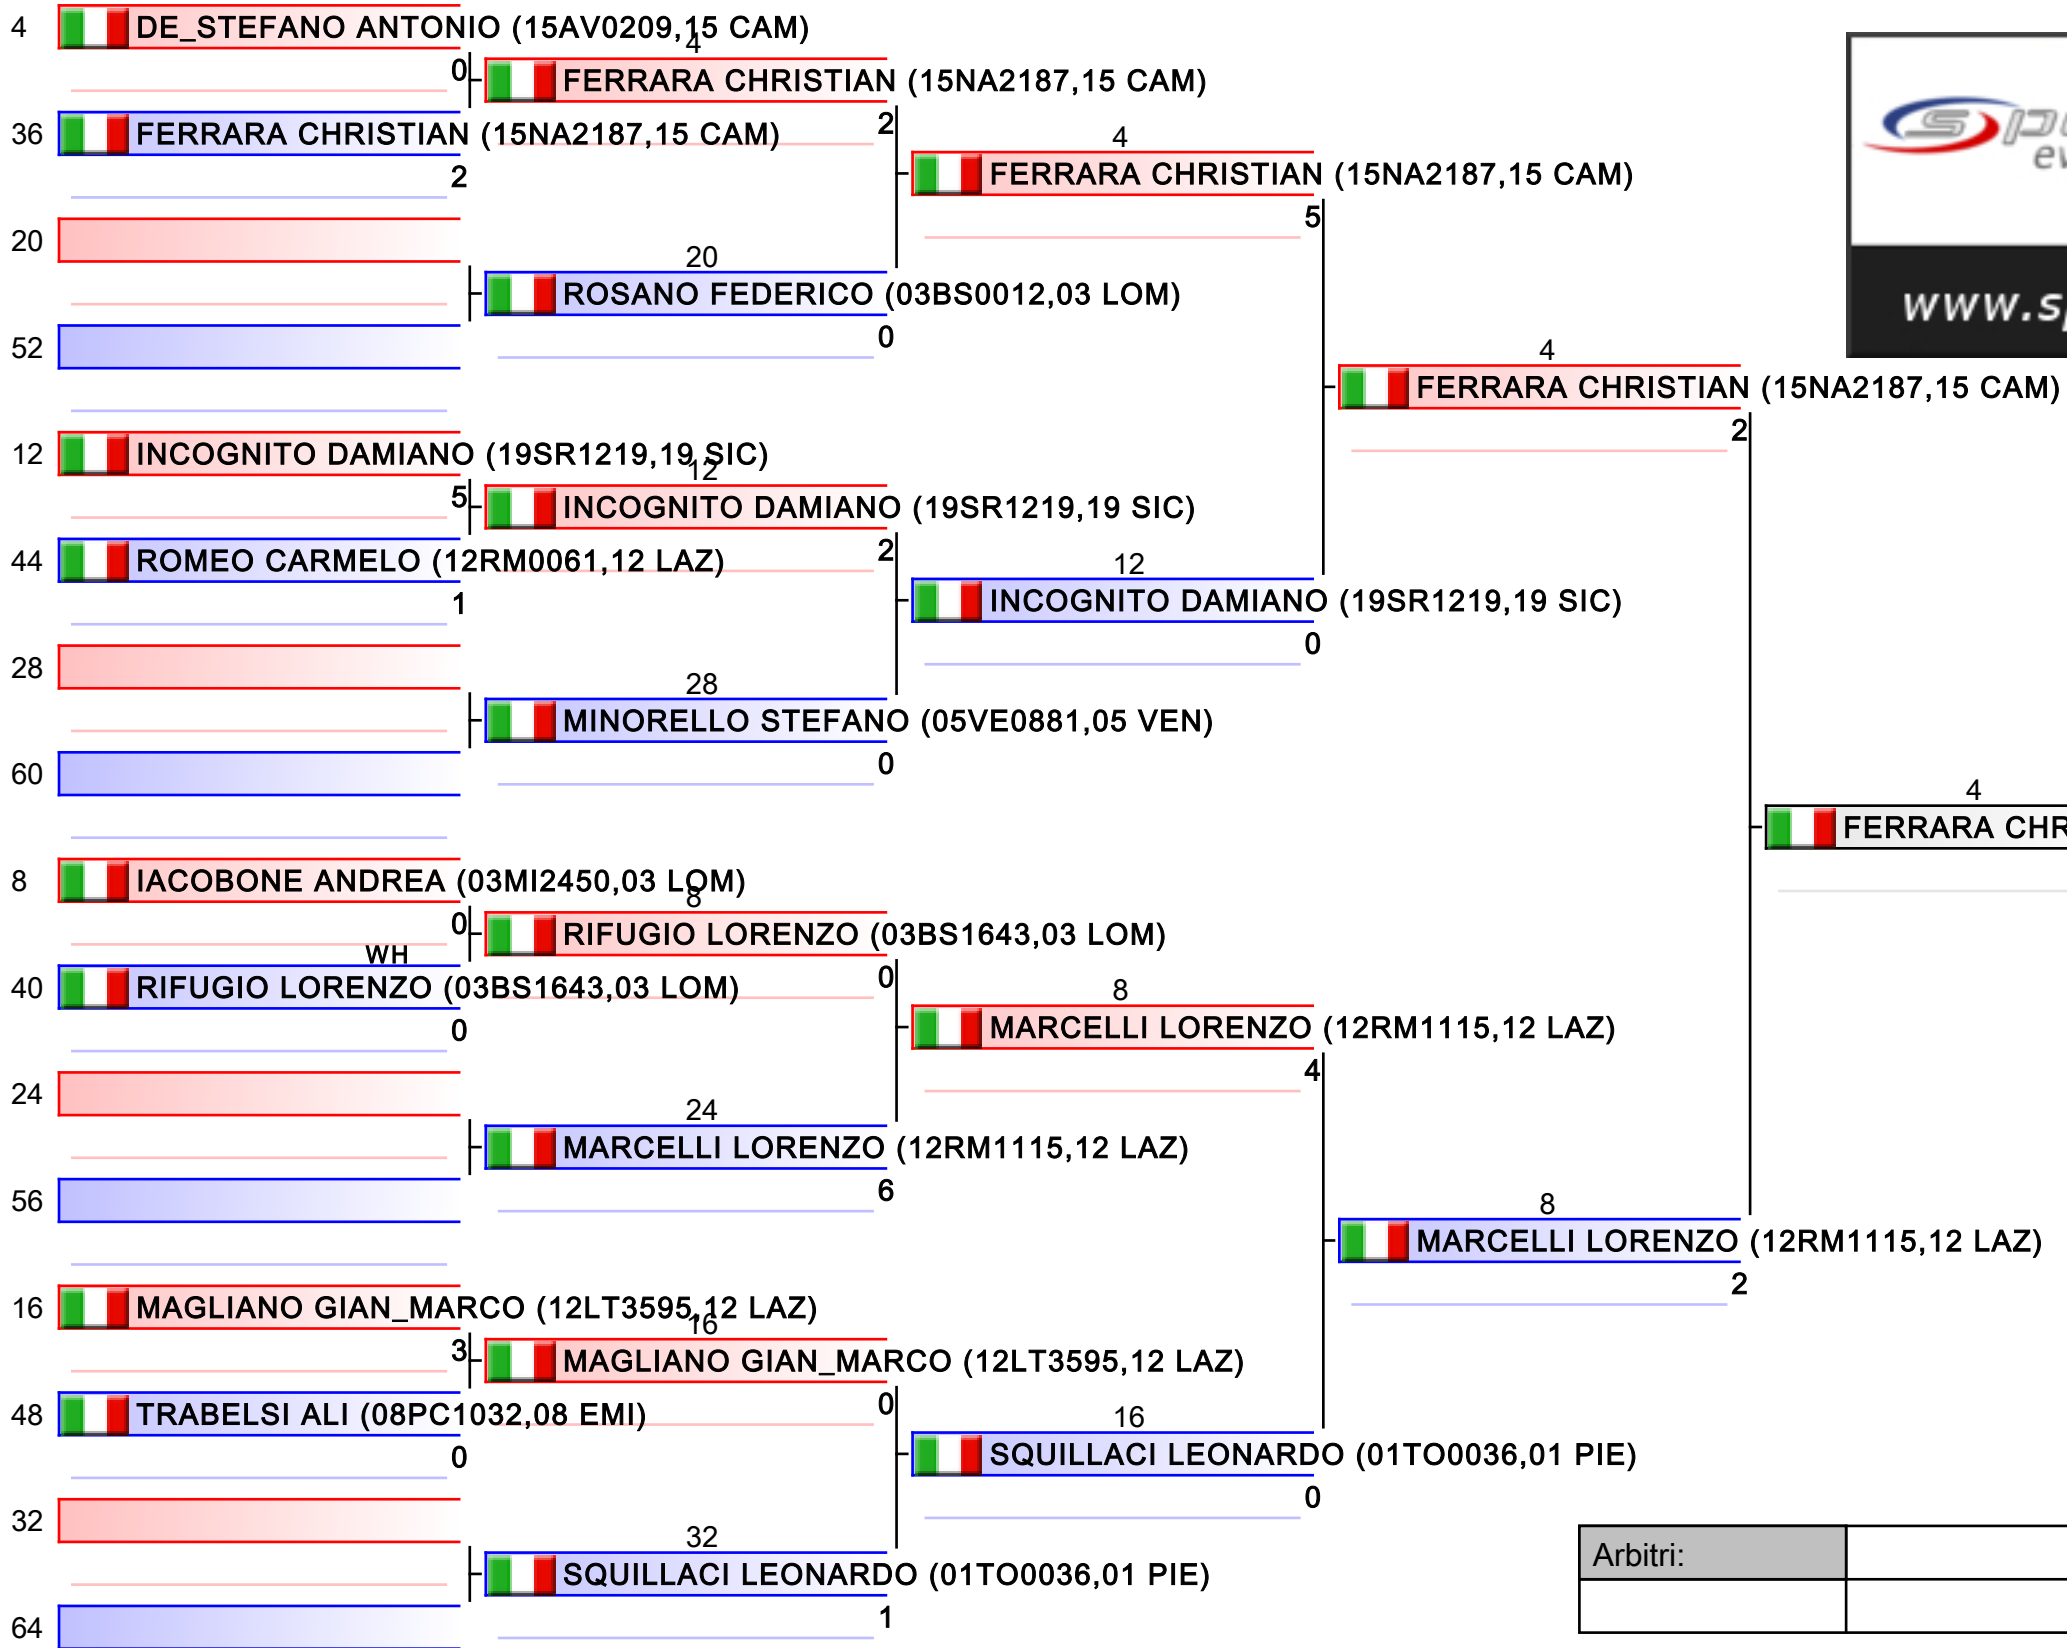 4 DE_STEFANO ANTONIO (15AV0209,15 CAM)
4
0 FERRARA CHRISTIAN (15NA2187,15 CAM)
36 FERRARA CHRISTIAN (15NA2187,15 CAM)
2
4
2
FERRARA CHRISTIAN (15NA2187,15 CAM)
5
20
20
ROSANO FEDERICO (03BS0012,03 LOM)
0
www.s
52
4
FERRARA CHRISTIAN (15NA2187,15 CAM)
2
12 INCOGNITO DAMIANO (19SR1219,19 SIC)
12
5 INCOGNITO DAMIANO (19SR1219,19 SIC)
2
44 ROMEO CARMELO (12RM0061,12 LAZ)
1
12
INCOGNITO DAMIANO (19SR1219,19 SIC)
0
28
28
MINORELLO STEFANO (05VE0881,05 VEN)
0
60
4
FERRARA CHR
8 IACOBONE ANDREA (03MI2450,03 LOM)
8
0 RIFUGIO LORENZO (03BS1643,03 LOM)
WH
0
40 RIFUGIO LORENZO (03BS1643,03 LOM)
0
8
MARCELLI LORENZO (12RM1115,12 LAZ)
4
24
24
MARCELLI LORENZO (12RM1115,12 LAZ)
6
56
8
MARCELLI LORENZO (12RM1115,12 LAZ)
2
16 MAGLIANO GIAN_MARCO (12LT3595,12 LAZ)
16
3 MAGLIANO GIAN_MARCO (12LT3595,12 LAZ)
0
48 TRABELSI ALI (08PC1032,08 EMI)
0
16
SQUILLACI LEONARDO (01TO0036,01 PIE)
0
32
32
SQUILLACI LEONARDO (01TO0036,01 PIE)
1
64
Arbitri: